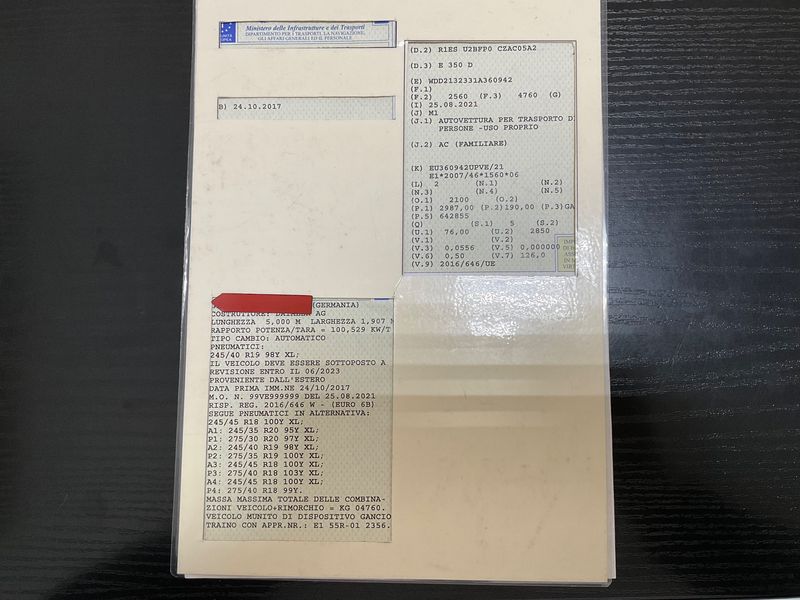 Ministero delle Infrastrutture e dei Trasporti
DIPARTIMENTO PER I TRASPORTI, LA NAVIGAZIONE,
GLI AFFARI GENERALI ED IL PERSONALE
B) 24.10.2017
(D.2) R1ES U2BFP0 CZAC05A2
(D.3) E 350 D
(E) WDD2132331A360942
(F.1)
(F.2) 2560 (F.3) 4760 (G)
(I) 25.08.2021
(J) M1
(J.1) AUTOVETTURA PER TRASPORTO D
PERSONE -USO PROPRIO
(J.2) AC (FAMILIARE)
(K) EU360942UPVE/21
E1*2007/46*1560*06
(L) 2 (N.1) (N.2)
(N.3) (N.4) (N.5)
(O.1) 2100 (O.2)
(P.1) 2987,00 (P.2) 190,00 (P.3) GA
(P.5) 642855
(Q) (S.1) 5 (S.2)
(U.1) 76,00 (U.2) 2850
(V.1) (V.2)
(V.3) 0,0556 (V.5) 0,000000
(V.6) 0,50 (V.7) 126,0
(V.9) 2016/646/UE
(GERMANIA)
COSTRUTTORE: DAIMLER AG
LUNGHEZZA 5,000 M LARGHEZZA 1,907 M
RAPPORTO POTENZA/TARA = 100,529 KW/T
TIPO CAMBIO: AUTOMATICO
PNEUMATICI:
245/40 R19 98Y XL;
IL VEICOLO DEVE ESSERE SOTTOPOSTO A
REVISIONE ENTRO IL 06/2023
PROVENIENTE DALL'ESTERO
DATA PRIMA IMM.NE 24/10/2017
M.O. N. 99VE999999 DEL 25.08.2021
RISP. REG. 2016/646 W - (EURO 6B)
SEGUE PNEUMATICI IN ALTERNATIVA:
245/45 R18 100Y XL;
A1: 245/35 R20 95Y XL;
P1: 275/30 R20 97Y XL;
A2: 245/40 R19 98Y XL;
P2: 275/35 R19 100Y XL;
A3: 245/45 R18 100Y XL;
P3: 275/40 R18 103Y XL;
A4: 245/45 R18 100Y XL;
P4: 275/40 R18 99Y.
MASSA MASSIMA TOTALE DELLE COMBINA-
ZIONI VEICOLO+RIMORCHIO = KG 04760.
VEICOLO MUNITO DI DISPOSITIVO GANCIO
TRAINO CON APPR.NR.: E1 55R-01 2356.